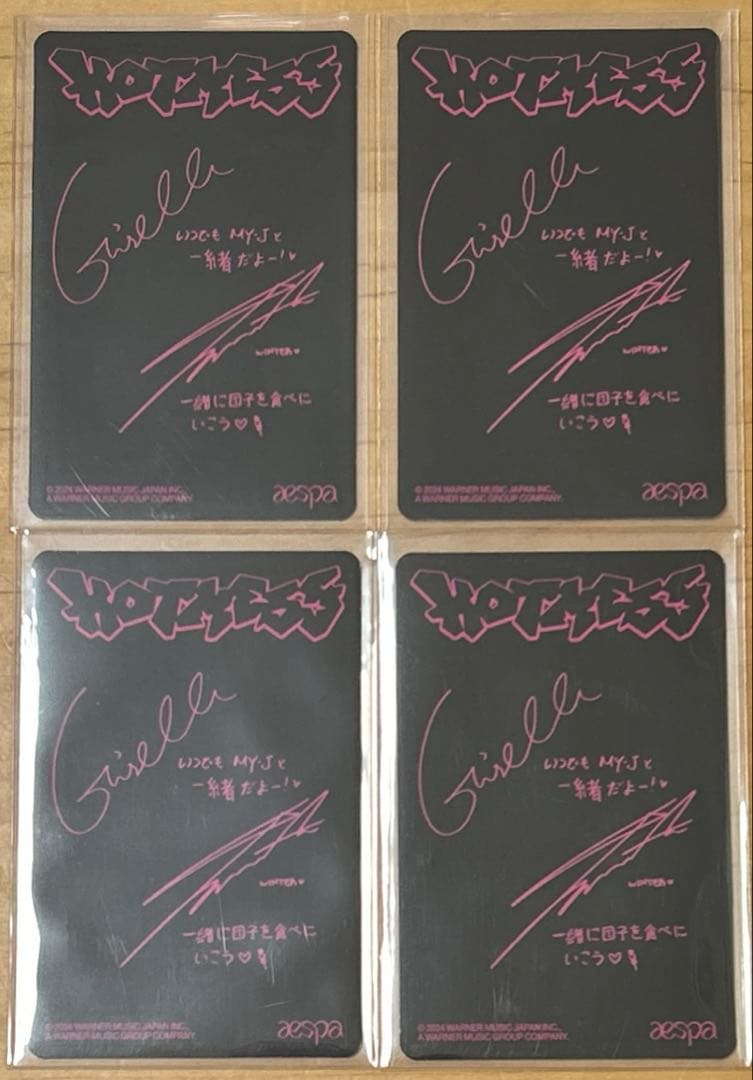 HOT MESS
Giselle
いつでも MY-Jと
一緒だよー!♡
WINTER♡
一緒に団子を食べに
いこう♡
© 2024 WARNER MUSIC JAPAN INC.
A WARNER MUSIC GROUP COMPANY.
aespa
HOT MESS
Giselle
いつでも MY-Jと
一緒だよー!♡
WINTER♡
一緒に団子を食べに
いこう♡
© 2024 WARNER MUSIC JAPAN INC.
A WARNER MUSIC GROUP COMPANY.
aespa
HOT MESS
Giselle
いつでも MY-Jと
一緒だよー!♡
WINTER♡
一緒に団子を食べに
いこう♡
© 2024 WARNER MUSIC JAPAN INC.
A WARNER MUSIC GROUP COMPANY.
aespa
HOT MESS
Giselle
いつでも MY-Jと
一緒だよー!♡
WINTER♡
一緒に団子を食べに
いこう♡
© 2024 WARNER MUSIC JAPAN INC.
A WARNER MUSIC GROUP COMPANY.
aespa